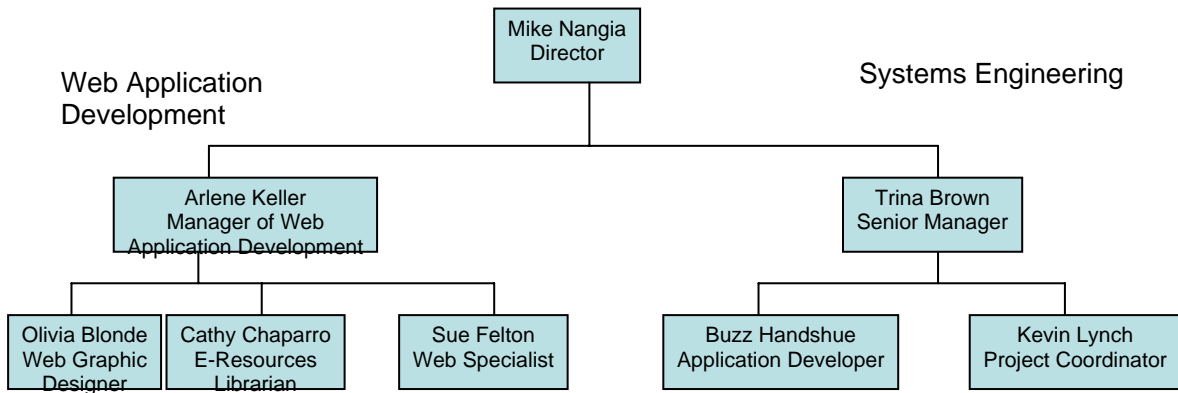 Mike Nangia
Director
Web Application
Development
Systems Engineering
Arlene Keller
Manager of Web
Application Development
Trina Brown
Senior Manager
Olivia Blonde
Web Graphic
Designer
Cathy Chaparro
E-Resources
Librarian
Sue Felton
Web Specialist
Buzz Handshue
Application Developer
Kevin Lynch
Project Coordinator